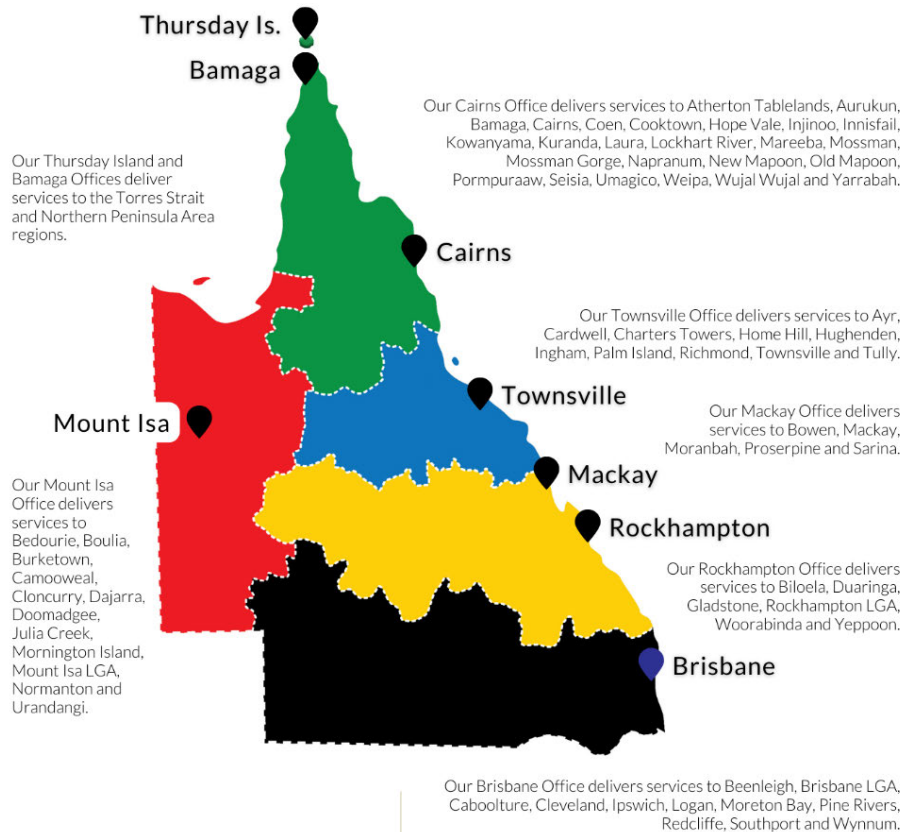 Thursday Is.
Bamaga
Our Cairns Office delivers services to Atherton Tablelands, Aurukun,
Bamaga, Cairns, Coen, Cooktown, Hope Vale, Injinoo, Innisfail,
Kowanyama, Kuranda, Laura, Lockhart River, Mareeba, Mossman,
Mossman Gorge, Napranum, New Mapoon, Old Mapoon,
Pormpuraaw, Seisia, Umagico, Weipa, Wujal Wujal and Yarrabah.
Our Thursday Island and
Bamaga Offices deliver
services to the Torres Strait
and Northern Peninsula Area
regions.
Cairns
Our Townsville Office delivers services to Ayr,
Cardwell, Charters Towers, Home Hill, Hughenden,
Ingham, Palm Island, Richmond, Townsville and Tully.
Townsville
Mount Isa
Our Mackay Office delivers
services to Bowen, Mackay,
Moranbah, Proserpine and Sarina.
Mackay
Our Mount Isa
Office delivers
services to
Bedourie, Boulia,
Burketown,
Camooweal,
Cloncurry, Dajarra,
Doomadgee,
Julia Creek,
Mornington Island,
Mount Isa LGA,
Normanton and
Urandangi.
Rockhampton
Our Rockhampton Office delivers
services to Biloela, Duaringa,
Gladstone, Rockhampton LGA,
Woorabinda and Yeppoon.
Brisbane
Our Brisbane Office delivers services to Beenleigh, Brisbane LGA,
Caboolture, Cleveland, Ipswich, Logan, Moreton Bay, Pine Rivers,
Redcliffe, Southport and Wynnum.